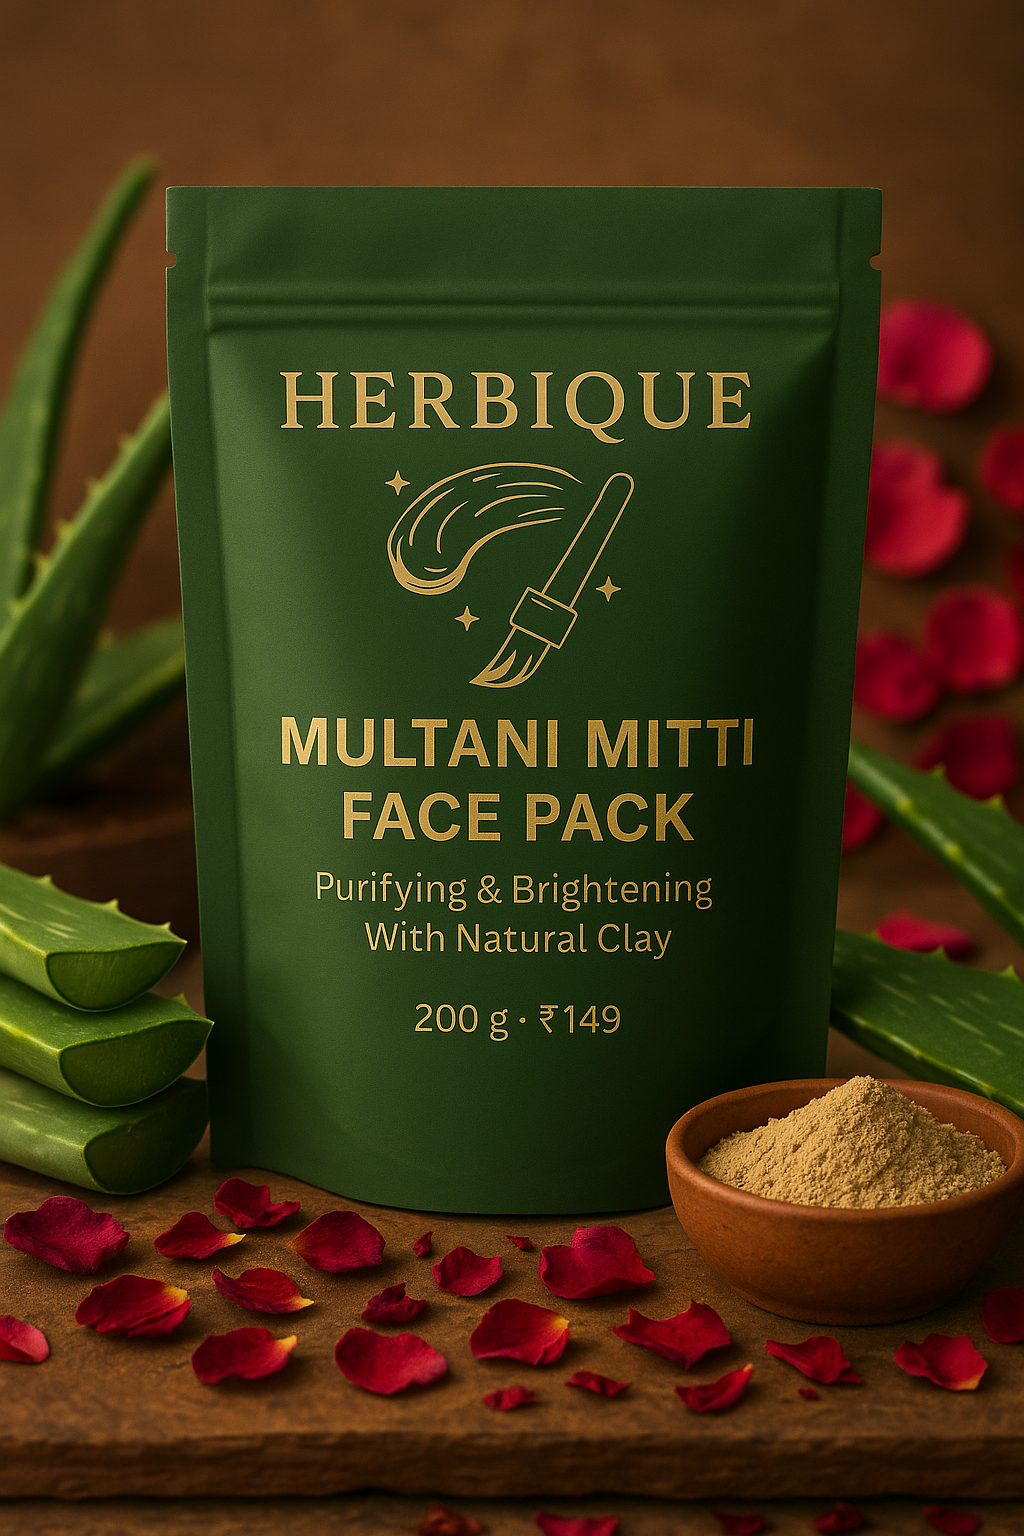 HERBIQUE
MULTANI MITTI
FACE PACK
Purifying & Brightening
With Natural Clay
200 g · ₹149